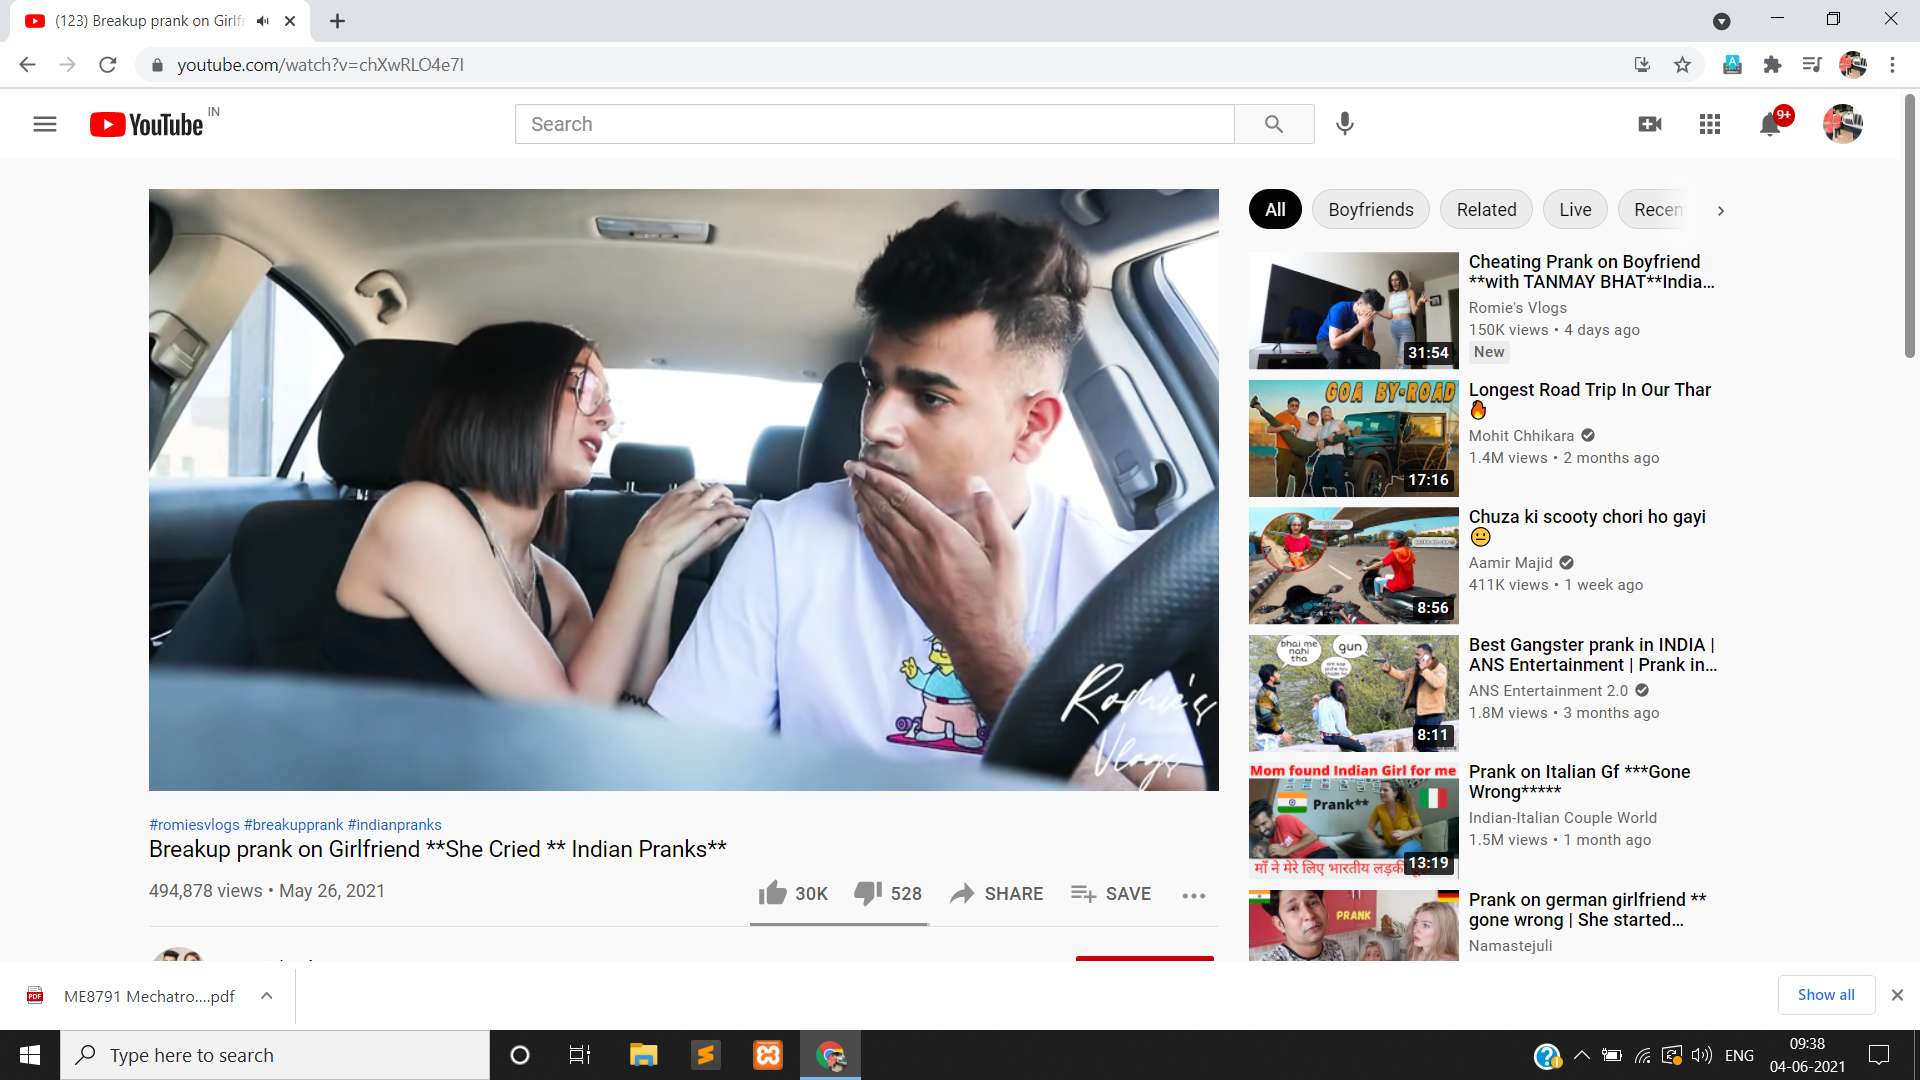 (123) Breakup prank on Girlf
youtube.com/watch?v=chXwRLO4e7I
YouTube IN
Search
9+
All
Boyfriends
Related
Live
Recen
Romie's
Vlogs
#romiesvlogs #breakupprank #indianpranks
Breakup prank on Girlfriend **She Cried ** Indian Pranks**
494,878 views • May 26, 2021
30K
528
SHARE
SAVE
31:54
Cheating Prank on Boyfriend
**with TANMAY BHAT**India...
Romie's Vlogs
150K views • 4 days ago
New
GOA BY-ROAD
17:16
Longest Road Trip In Our Thar
🔥
Mohit Chhikara
1.4M views • 2 months ago
8:56
Chuza ki scooty chori ho gayi
😐
Aamir Majid
411K views • 1 week ago
bhai me
nahi
tha
gun
8:11
Best Gangster prank in INDIA |
ANS Entertainment | Prank in...
ANS Entertainment 2.0
1.8M views • 3 months ago
Mom found Indian Girl for me
Prank**
माँ ने मेरे लिए भारतीय लड़की
13:19
Prank on Italian Gf ***Gone
Wrong*****
Indian-Italian Couple World
1.5M views • 1 month ago
PRANK
Prank on german girlfriend **
gone wrong | She started...
Namastejuli
PDF
ME8791 Mechatro....pdf
Show all
Type here to search
ENG
09:38
04-06-2021